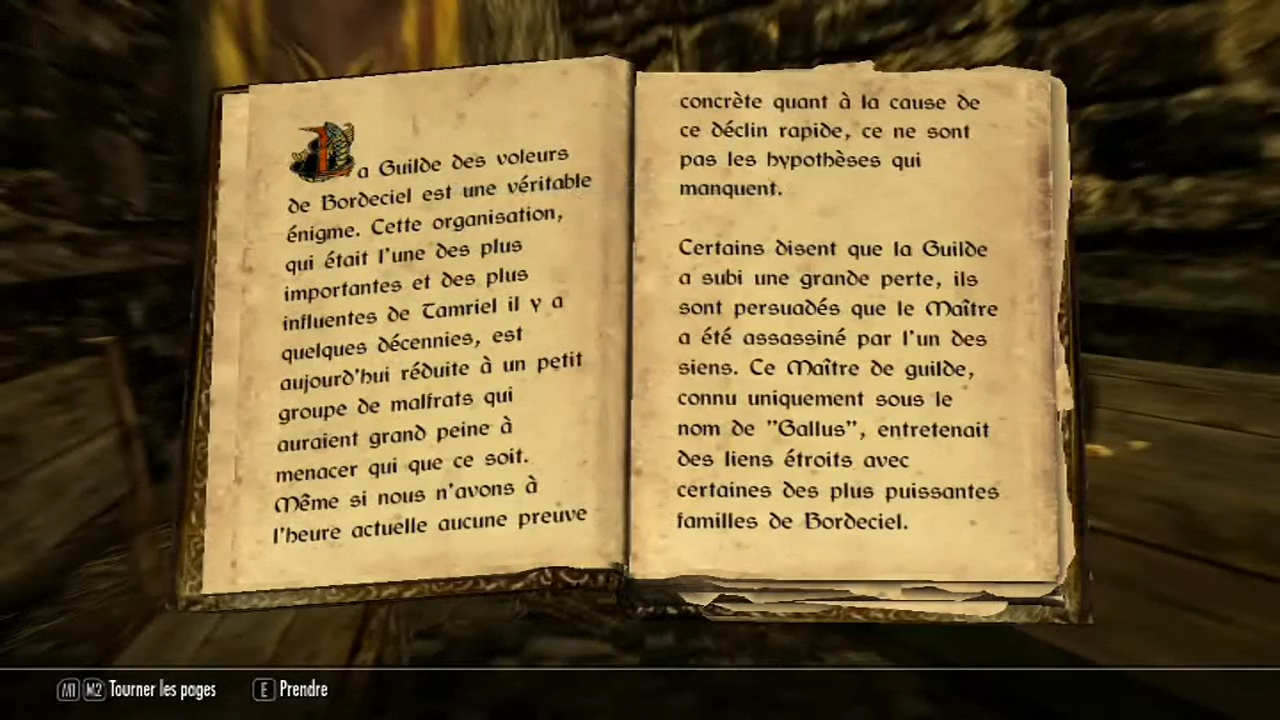 La Guilde des voleurs
de Bordeciel est une véritable
énigme. Cette organisation,
qui était l'une des plus
importantes et des plus
influentes de Tamriel il y a
quelques décennies, est
aujourd'hui réduite à un petit
groupe de malfrats qui
auraient grand peine à
menacer qui que ce soit.
Même si nous n'avons à
l'heure actuelle aucune preuve
concrète quant à la cause de
ce déclin rapide, ce ne sont
pas les hypothèses qui
manquent.
Certains disent que la Guilde
a subi une grande perte, ils
sont persuadés que le Maître
a été assassiné par l'un des
siens. Ce Maître de guilde,
connu uniquement sous le
nom de "Gallus", entretenait
des liens étroits avec
certaines des plus puissantes
familles de Bordeciel.
M1 M2 Tourner les pages E Prendre